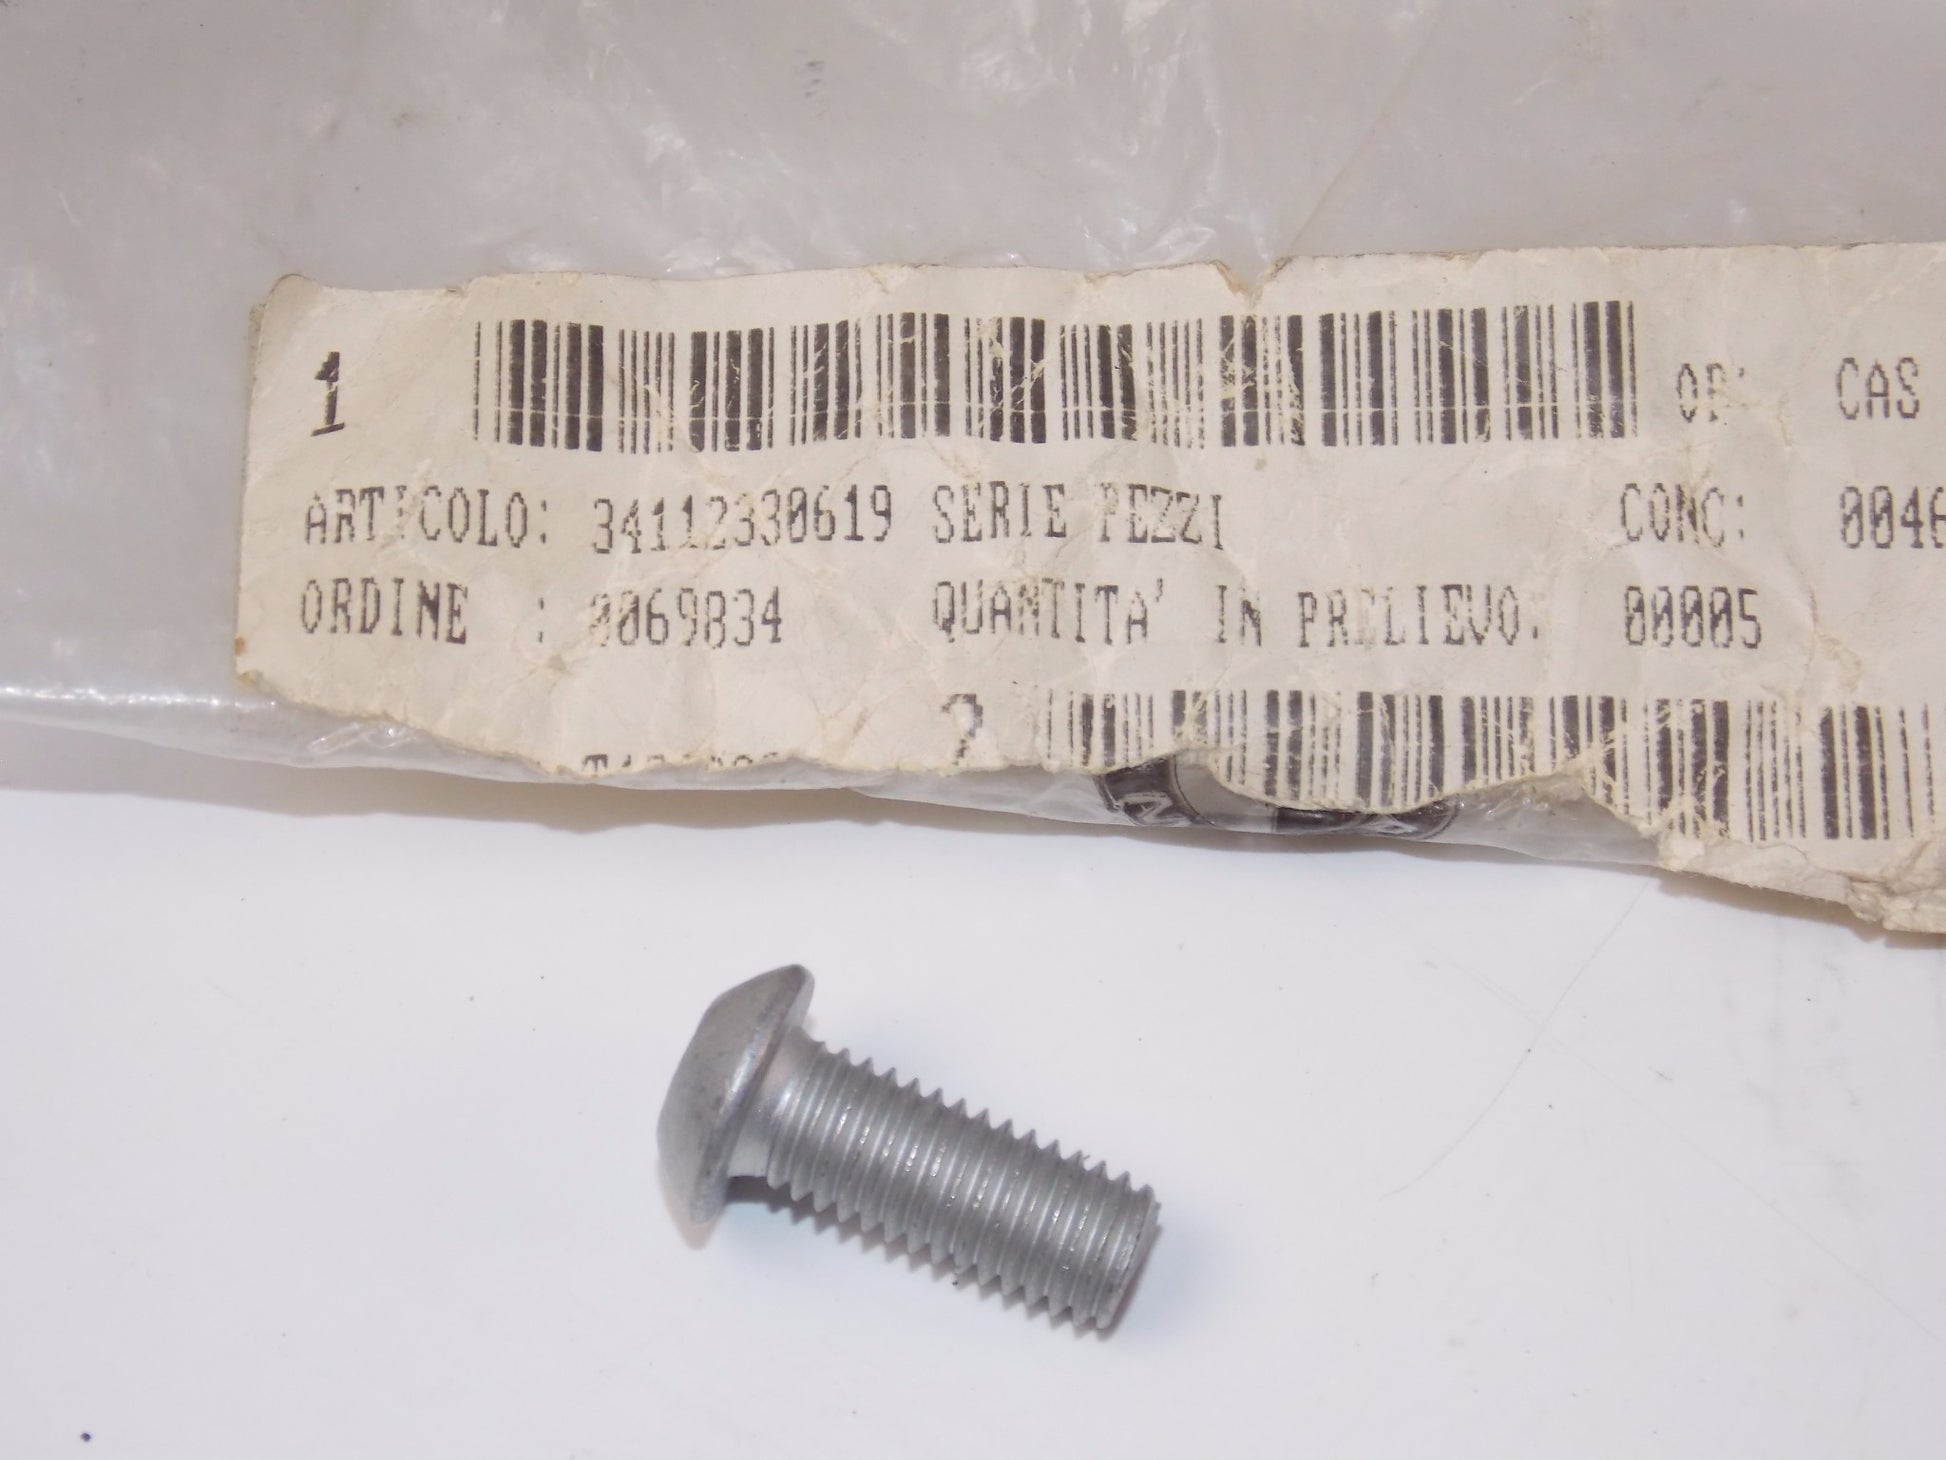 1 OP: CAS
ARTICOLO: 34112330619 SERIE PEZZI CONC: 0046
ORDINE : 0069834 QUANTITA' IN PRELIEVO: 00005
2